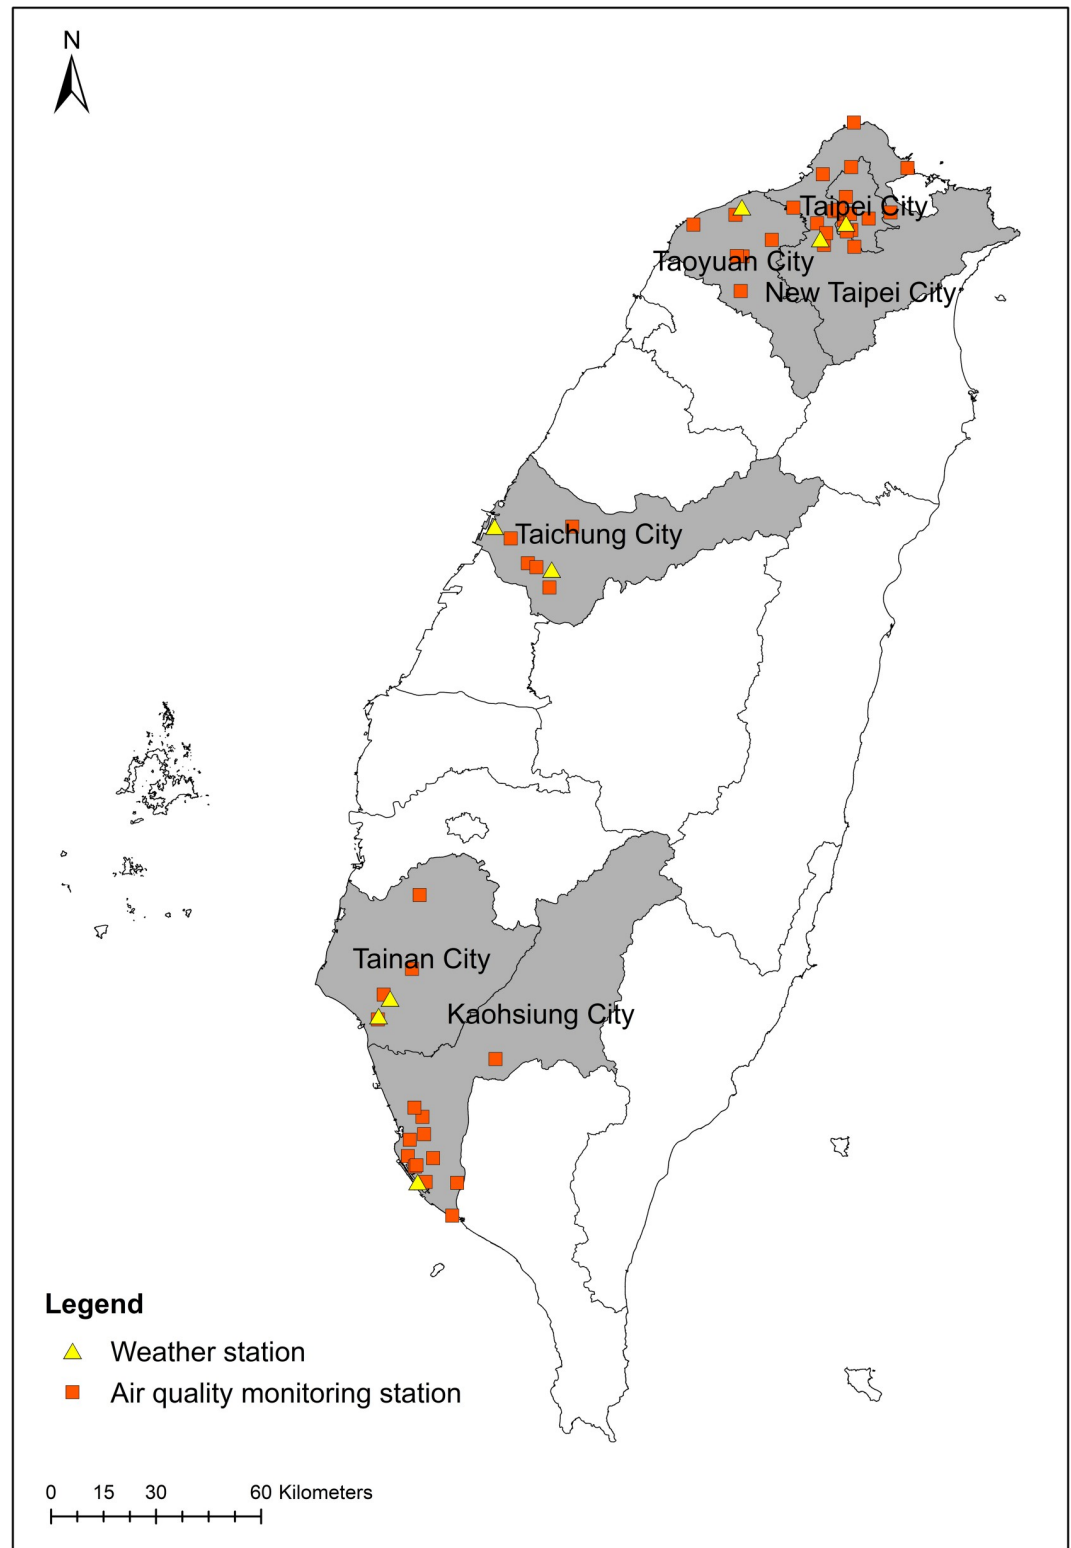 N
Taipei City
Taoyuan City
New Taipei City
Taichung City
Tainan City
Kaohsiung City
Legend
Weather station
Air quality monitoring station
0 15 30 60 Kilometers